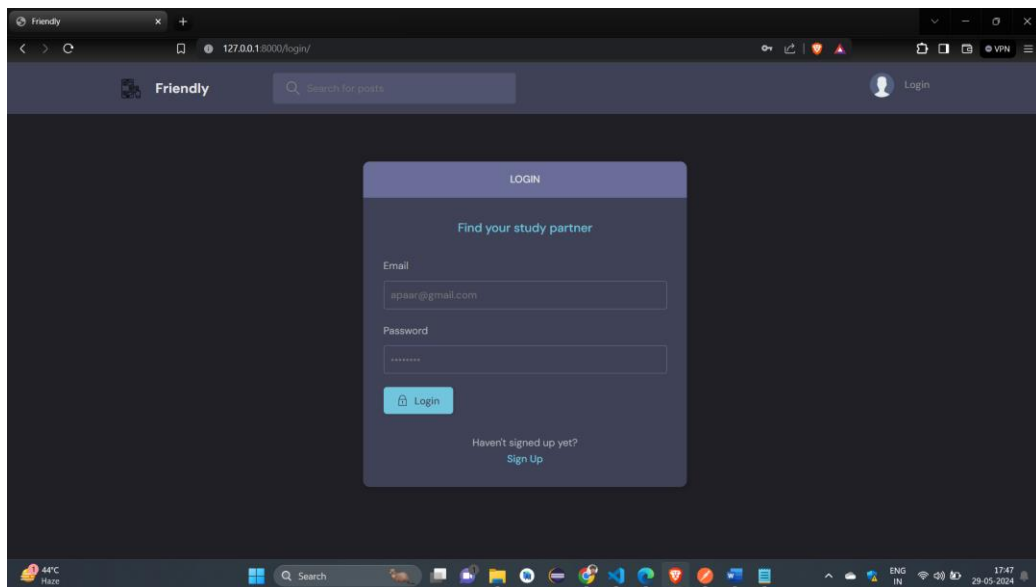 Friendly
127.0.0.1:8000/login/
VPN
Friendly
Search for posts
Login
LOGIN
Find your study partner
Email
apaar@gmail.com
Password
Login
Haven't signed up yet?
Sign Up
1
44°C
Haze
Search
ENG
IN
17:47
29-05-2024